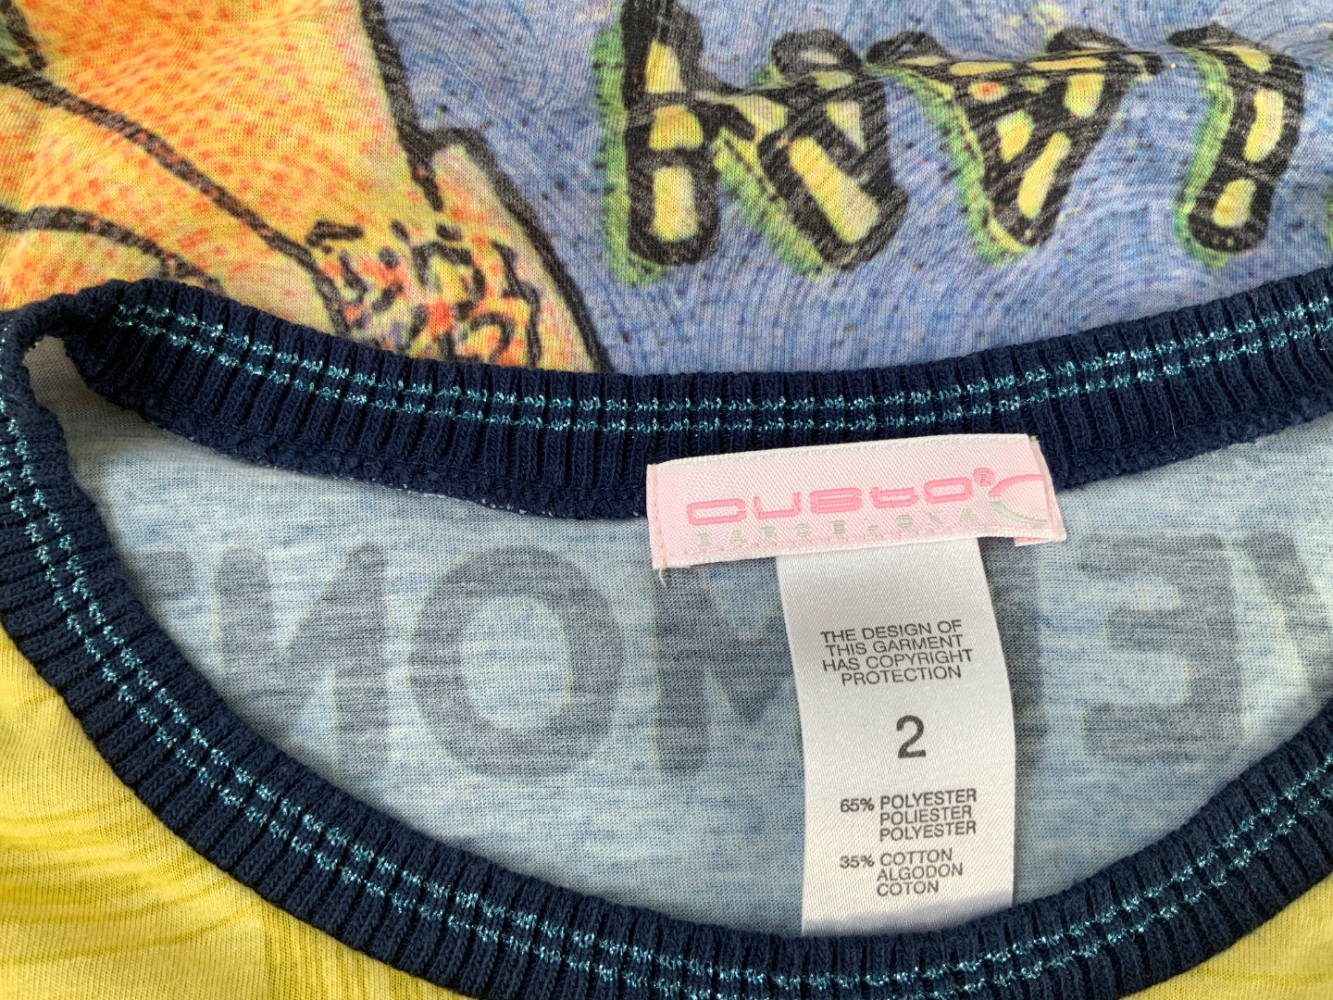 custo
BARCELONA
THE DESIGN OF
THIS GARMENT
HAS COPYRIGHT
PROTECTION
2
65% POLYESTER
POLIESTER
POLYESTER
35% COTTON
ALGODON
COTON